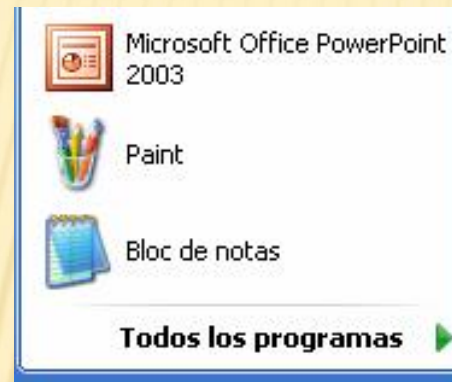 Microsoft Office PowerPoint
2003
Paint
Bloc de notas
Todos los programas